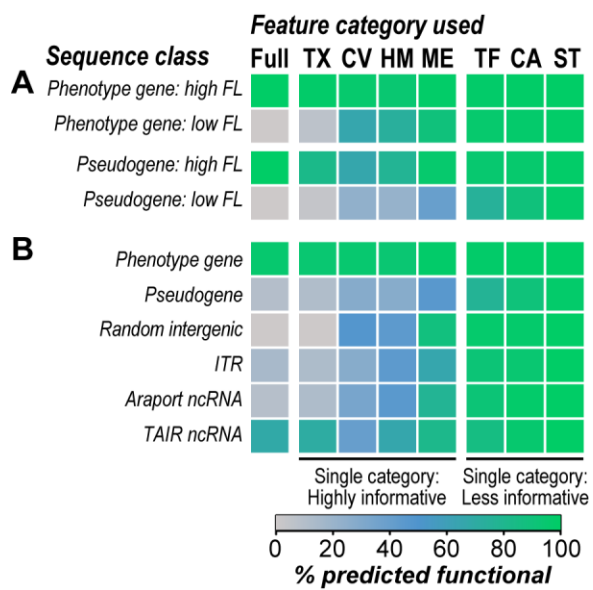 Feature category used
Sequence class
Full TX CV HM ME TF CA ST
A
Phenotype gene: high FL
Phenotype gene: low FL
Pseudogene: high FL
Pseudogene: low FL
B
Phenotype gene
Pseudogene
Random intergenic
ITR
Araport ncRNA
TAIR ncRNA
Single category: Single category:
Highly informative Less informative
0 20 40 60 80 100
% predicted functional